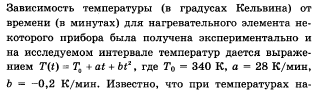 Зависимость температуры (в градусах Кельвина) от
времени (в минутах) для нагревательного элемента не-
которого прибора была получена экспериментально и
на исследуемом интервале температур дается выраже-
нием T(t) = T₀ + at + bt², где T₀ = 340 К, a = 28 К/мин,
b = –0,2 К/мин. Известно, что при температурах на-